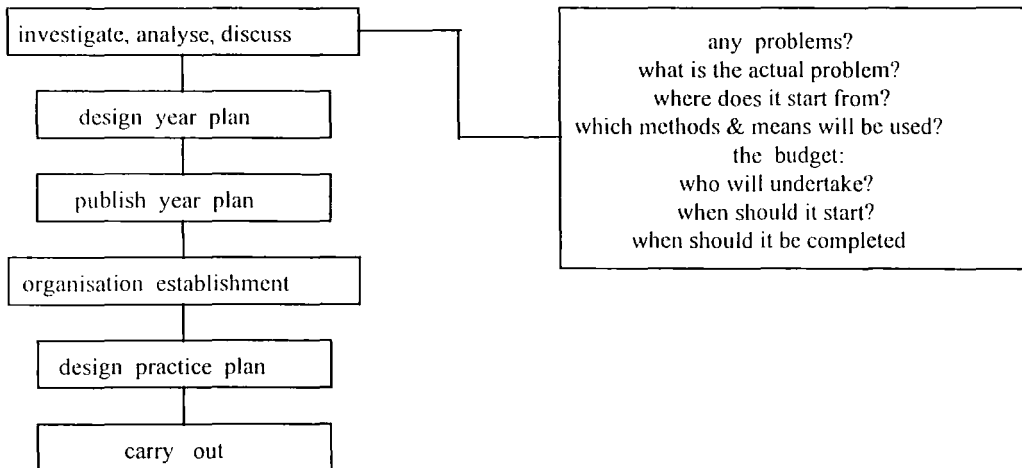 investigate, analyse, discuss
design year plan
publish year plan
organisation establishment
design practice plan
carry out
any problems?
what is the actual problem?
where does it start from?
which methods & means will be used?
the budget:
who will undertake?
when should it start?
when should it be completed